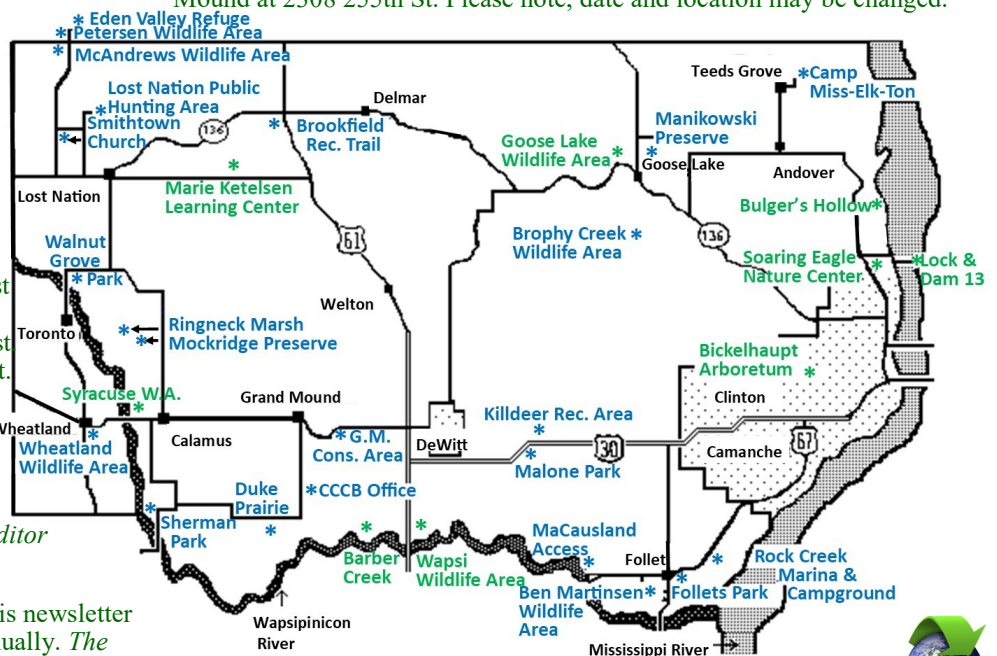 Mound at 2308 255th St. Please note, date and location may be changed.
* Eden Valley Refuge
* Petersen Wildlife Area
* McAndrews Wildlife Area
Lost Nation Public
* Hunting Area
Smithtown
* Church
136
Delmar
* Brookfield
Rec. Trail
Teeds Grove
* Camp
Miss-Elk-Ton
Manikowski
Preserve
*
Goose Lake
Wildlife Area *
Goose Lake
Andover
Lost Nation
*
Marie Ketelsen
Learning Center
Bulger's Hollow *
Walnut
Grove
* Park
61
Brophy Creek *
Wildlife Area
136
Soaring Eagle
Nature Center *
* Lock &
Dam 13
st
Welton
Toronto
* Ringneck Marsh
* Mockridge Preserve
st.
t.
Bickelhaupt
Arboretum *
Syracuse W.A.
*
Grand Mound
Clinton
Killdeer Rec. Area
*
Wheatland
*
Wheatland
Wildlife Area
Calamus
* G.M.
Cons. Area
DeWitt
30
*
Malone Park
67
Camanche
Duke
Prairie
*
* CCCB Office
*
Sherman
Park
ditor
*
Barber
Creek
*
Wapsi
Wildlife Area
MaCausland
Access
*
Follet
*
Rock Creek
Marina &
Campground
*
Follets Park
Ben Martinsen *
Wildlife
Area
is newsletter
ually. The
Wapsipinicon
River
Mississippi River